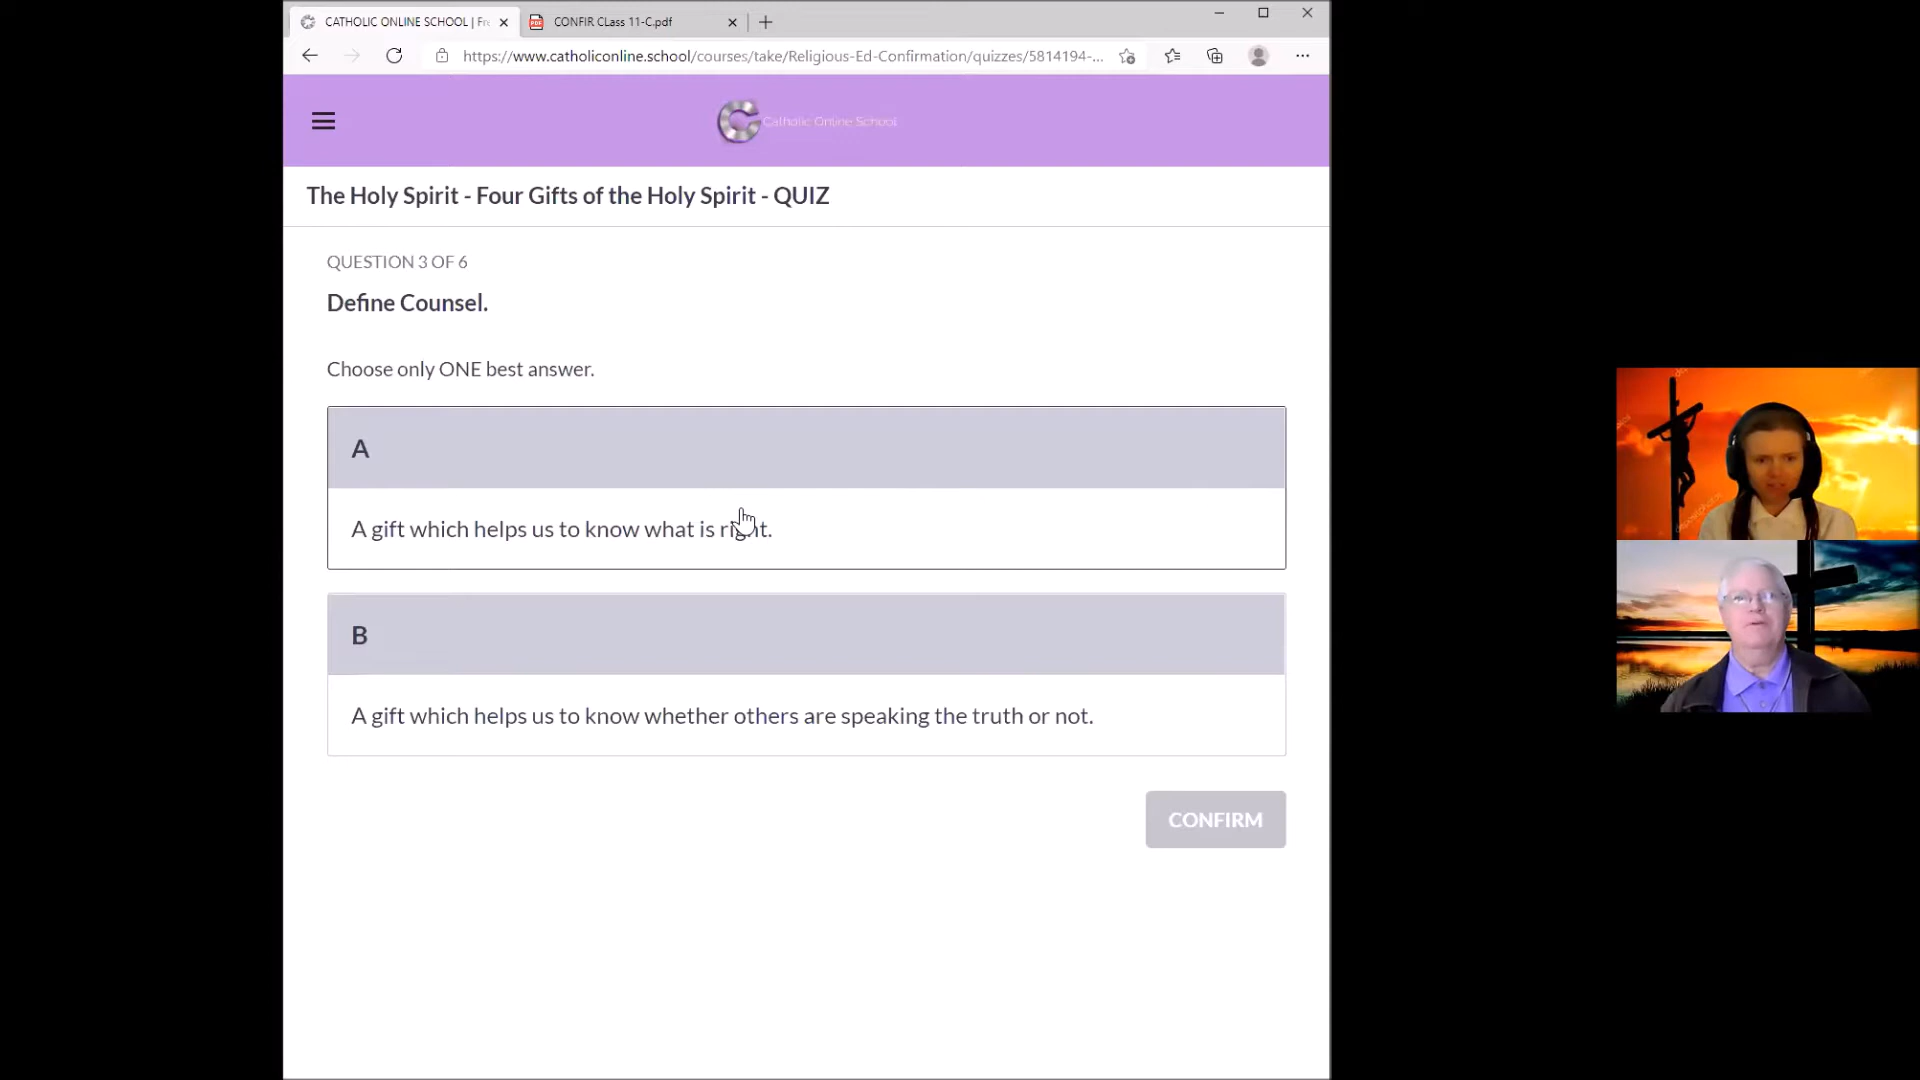 CATHOLIC ONLINE SCHOOL | Fre
CONFIR CLass 11-C.pdf
https://www.catholiconline.school/courses/take/Religious-Ed-Confirmation/quizzes/5814194-...
Catholic Online School
The Holy Spirit - Four Gifts of the Holy Spirit - QUIZ
QUESTION 3 OF 6
Define Counsel.
Choose only ONE best answer.
A
A gift which helps us to know what is right.
B
A gift which helps us to know whether others are speaking the truth or not.
CONFIRM